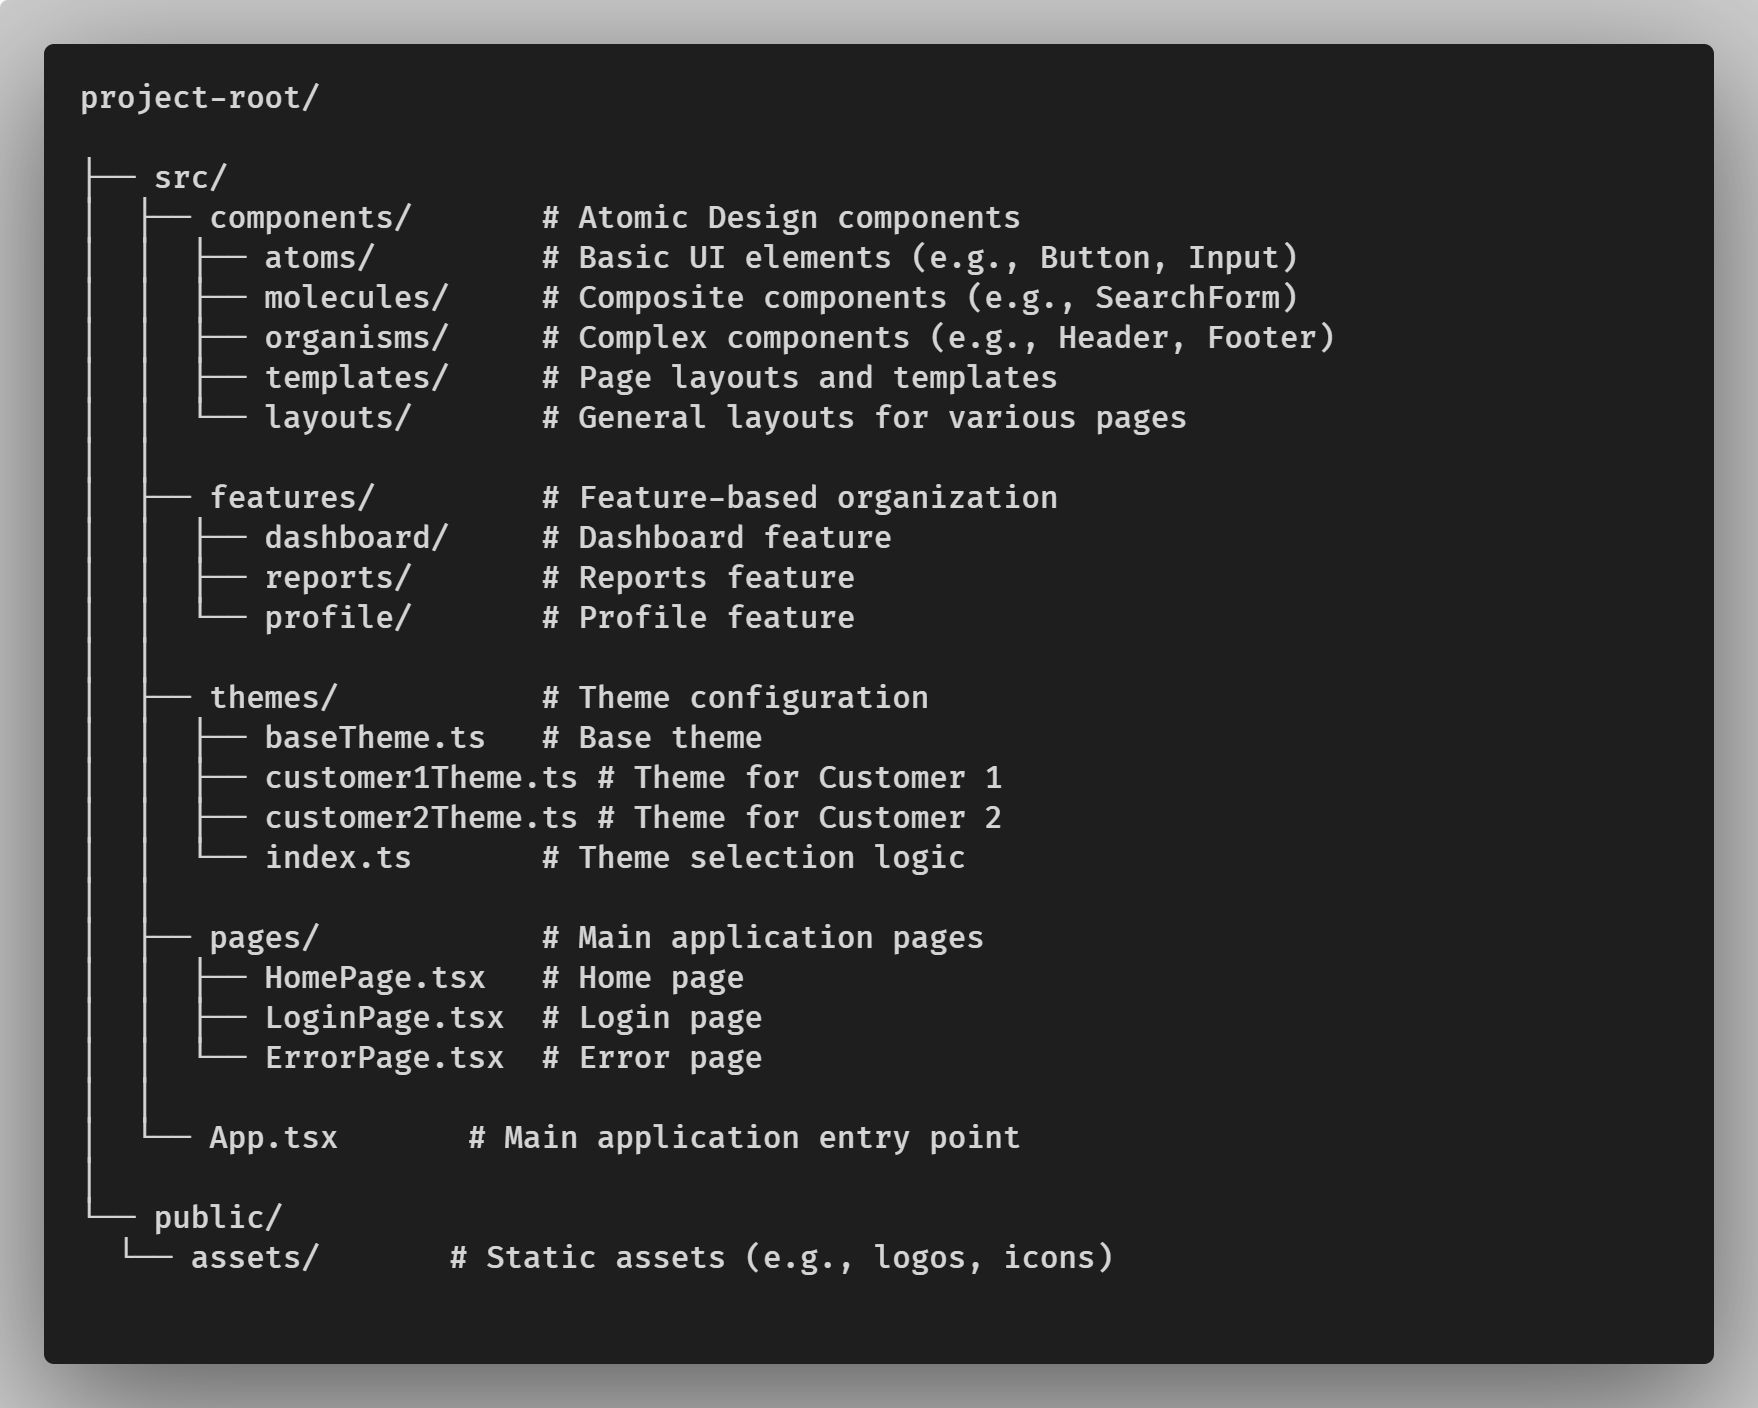 project-root/
├── src/
│   ├── components/       # Atomic Design components
│   │   ├── atoms/         # Basic UI elements (e.g., Button, Input)
│   │   ├── molecules/     # Composite components (e.g., SearchForm)
│   │   ├── organisms/     # Complex components (e.g., Header, Footer)
│   │   ├── templates/     # Page layouts and templates
│   │   └── layouts/       # General layouts for various pages
│   ├── features/         # Feature-based organization
│   │   ├── dashboard/     # Dashboard feature
│   │   ├── reports/       # Reports feature
│   │   └── profile/       # Profile feature
│   ├── themes/           # Theme configuration
│   │   ├── baseTheme.ts   # Base theme
│   │   ├── customer1Theme.ts # Theme for Customer 1
│   │   ├── customer2Theme.ts # Theme for Customer 2
│   │   └── index.ts       # Theme selection logic
│   ├── pages/            # Main application pages
│   │   ├── HomePage.tsx   # Home page
│   │   ├── LoginPage.tsx  # Login page
│   │   └── ErrorPage.tsx  # Error page
│   └── App.tsx       # Main application entry point
└── public/
  └── assets/       # Static assets (e.g., logos, icons)